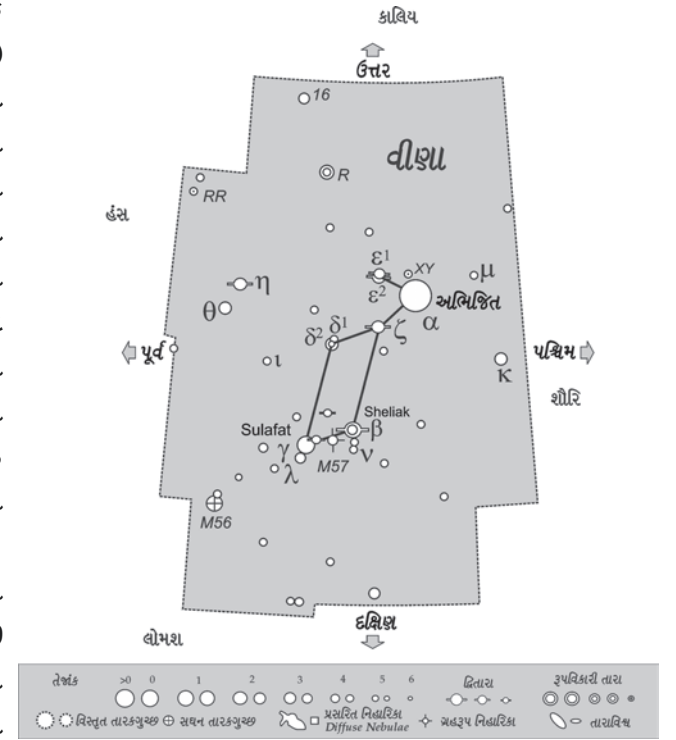 કાલિય
ઉત્તર
16
વીણા
R
RR
હંસ
ε1
XY
μ
ε2
અભિજિત
η
α
θ
δ1
δ2
ζ
પૂર્વ
પશ્ચિમ
ι
κ
શૌરિ
Sheliak
Sulafat
β
γ
ν
M57
λ
M56
દક્ષિણ
લોમશ
તેજાંક >0 0 1 2 3 4 5 6 દ્વિતારા રૂપવિકારી તારા
વિસ્તૃત તારકગુચ્છ સઘન તારકગુચ્છ પ્રસરિત નિહારિકા ગ્રહરૂપ નિહારિકા તારાવિશ્વ
Diffuse Nebulae